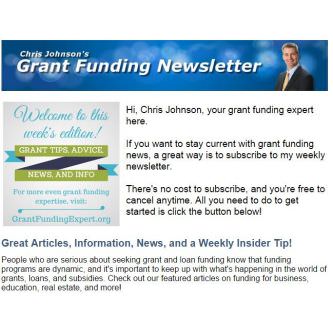 Chris Johnson's
Grant Funding Newsletter
Welcome to this
week's edition!
GRANT TIPS, ADVICE,
NEWS, AND INFO
For more even grant funding
expertise, visit:
GrantFundingExpert.org
Hi, Chris Johnson, your grant funding expert
here.
If you want to stay current with grant funding
news, a great way is to subscribe to my weekly
newsletter.
There's no cost to subscribe, and you're free to
cancel anytime. All you need to do to get
started is click the button below!
Great Articles, Information, News, and a Weekly Insider Tip!
People who are serious about seeking grant and loan funding know that funding
programs are dynamic, and it's important to keep up with what's happening in the world of
grants, loans, and subsidies. Check out our featured articles on funding for business,
education, real estate, and more!